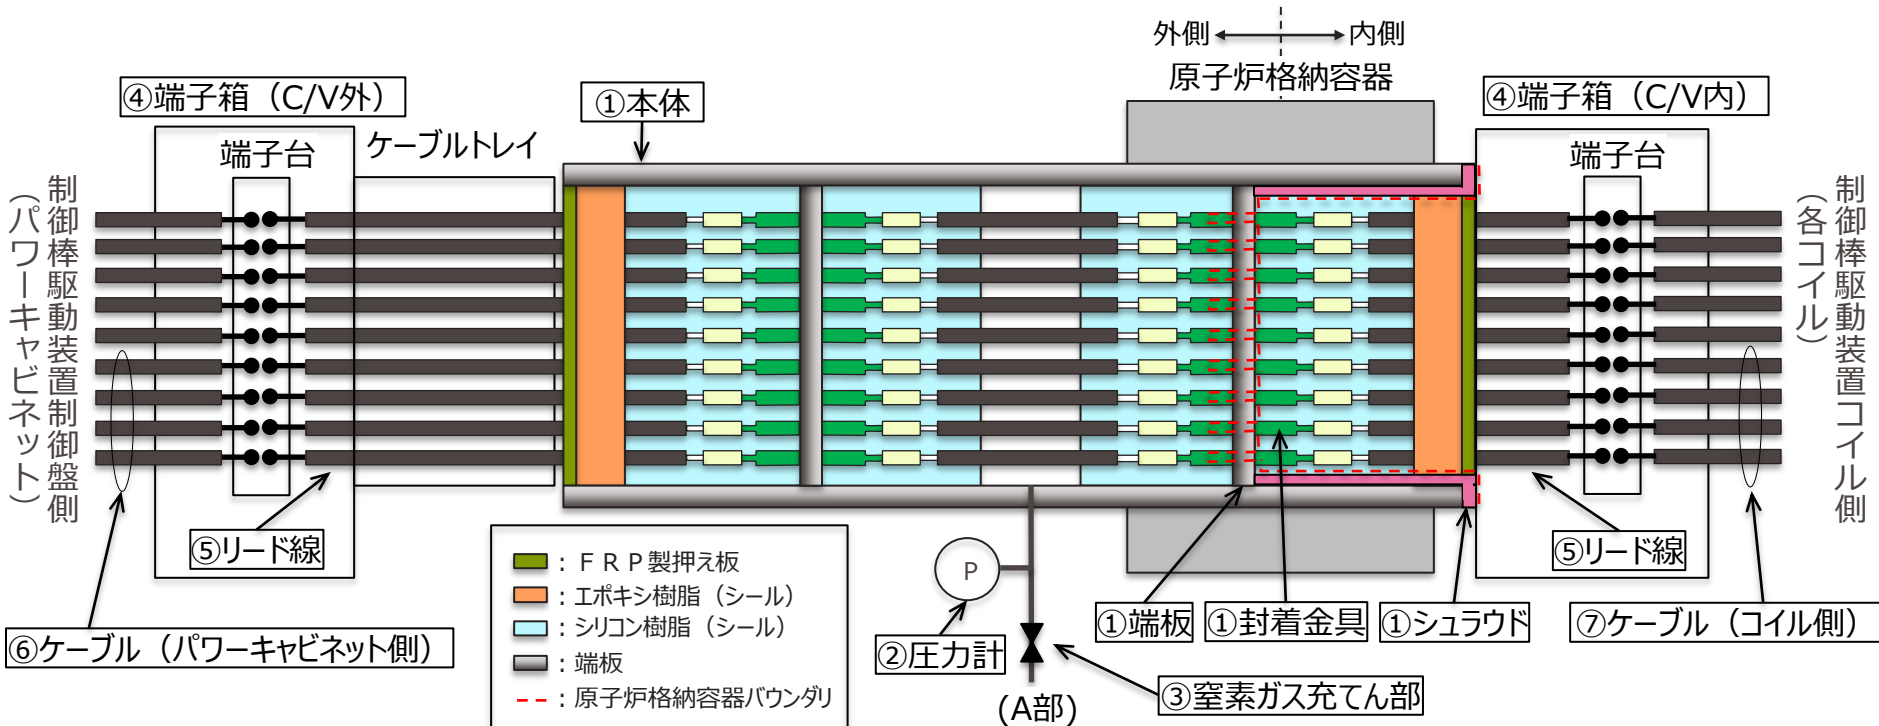 外側 内側
原子炉格納容器
④端子箱（C/V外）
①本体
④端子箱（C/V内）
端子台
ケーブルトレイ
端子台
制御棒駆動装置制御盤側
（パワーキャビネット）
制御棒駆動装置コイル側
（各コイル）
⑤リード線
⑤リード線
：ＦＲＰ製押え板
：エポキシ樹脂（シール）
：シリコン樹脂（シール）
：端板
：原子炉格納容器バウンダリ
P
⑥ケーブル（パワーキャビネット側）
②圧力計
①端板
①封着金具
①シュラウド
⑦ケーブル（コイル側）
③窒素ガス充てん部
(A部)